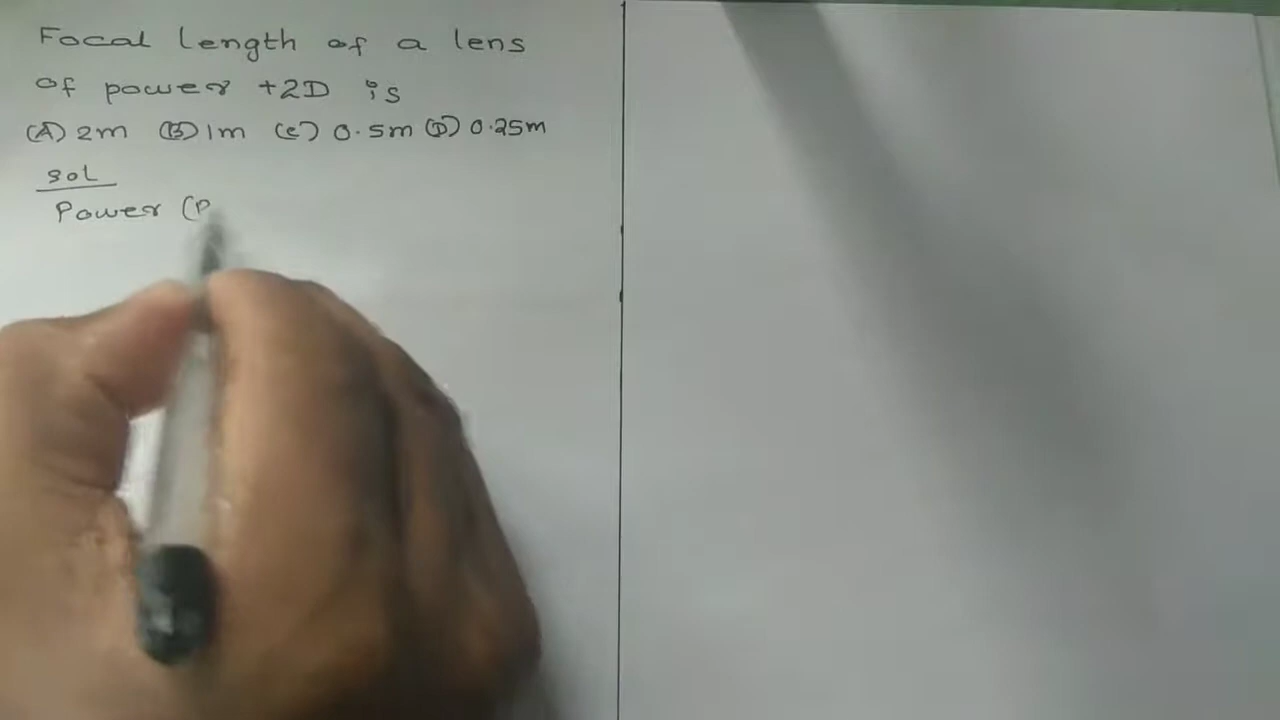 Focal length of a lens
of power +2D is
(A) 2m (B) 1m (C) 0.5m (D) 0.25m
sol
Power (P